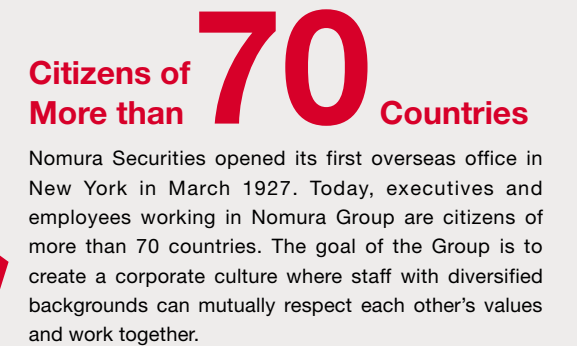 Citizens of
More than 70 Countries
Nomura Securities opened its first overseas office in
New York in March 1927. Today, executives and
employees working in Nomura Group are citizens of
more than 70 countries. The goal of the Group is to
create a corporate culture where staff with diversified
backgrounds can mutually respect each other's values
and work together.